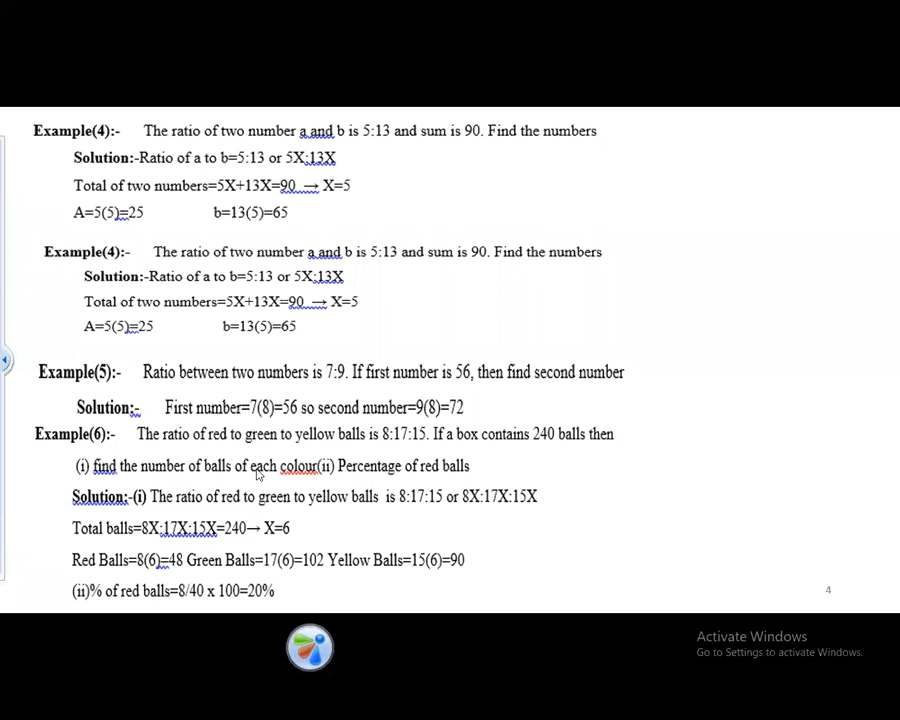 Example(4):- The ratio of two number a and b is 5:13 and sum is 90. Find the numbers
Solution:-Ratio of a to b=5:13 or 5X:13X
Total of two numbers=5X+13X=90 → X=5
A=5(5)=25 b=13(5)=65
Example(4):- The ratio of two number a and b is 5:13 and sum is 90. Find the numbers
Solution:-Ratio of a to b=5:13 or 5X:13X
Total of two numbers=5X+13X=90 → X=5
A=5(5)=25 b=13(5)=65
Example(5):- Ratio between two numbers is 7:9. If first number is 56, then find second number
Solution:- First number=7(8)=56 so second number=9(8)=72
Example(6):- The ratio of red to green to yellow balls is 8:17:15. If a box contains 240 balls then
(i) find the number of balls of each colour(ii) Percentage of red balls
Solution:-(i) The ratio of red to green to yellow balls is 8:17:15 or 8X:17X:15X
Total balls=8X:17X:15X=240→ X=6
Red Balls=8(6)=48 Green Balls=17(6)=102 Yellow Balls=15(6)=90
(ii)% of red balls=8/40 x 100=20%
4
Activate Windows
Go to Settings to activate Windows.